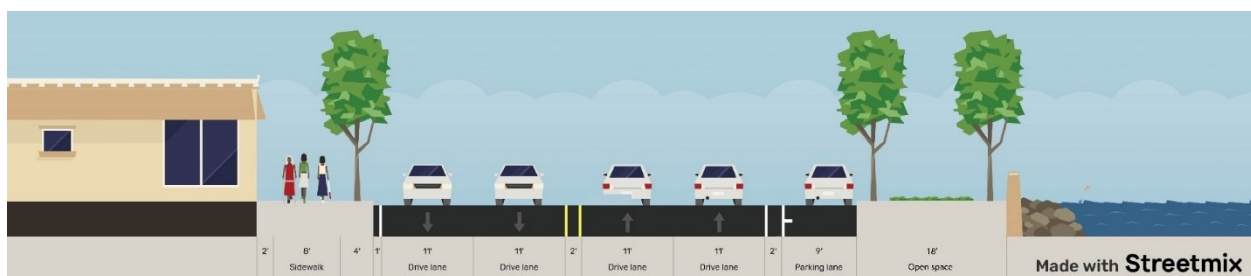 2' 8' 4' 1' 11' 11' 2' 11' 11' 2' 9' 18'
Sidewalk Drive lane Drive lane Drive lane Drive lane Parking lane Open space
Made with Streetmix